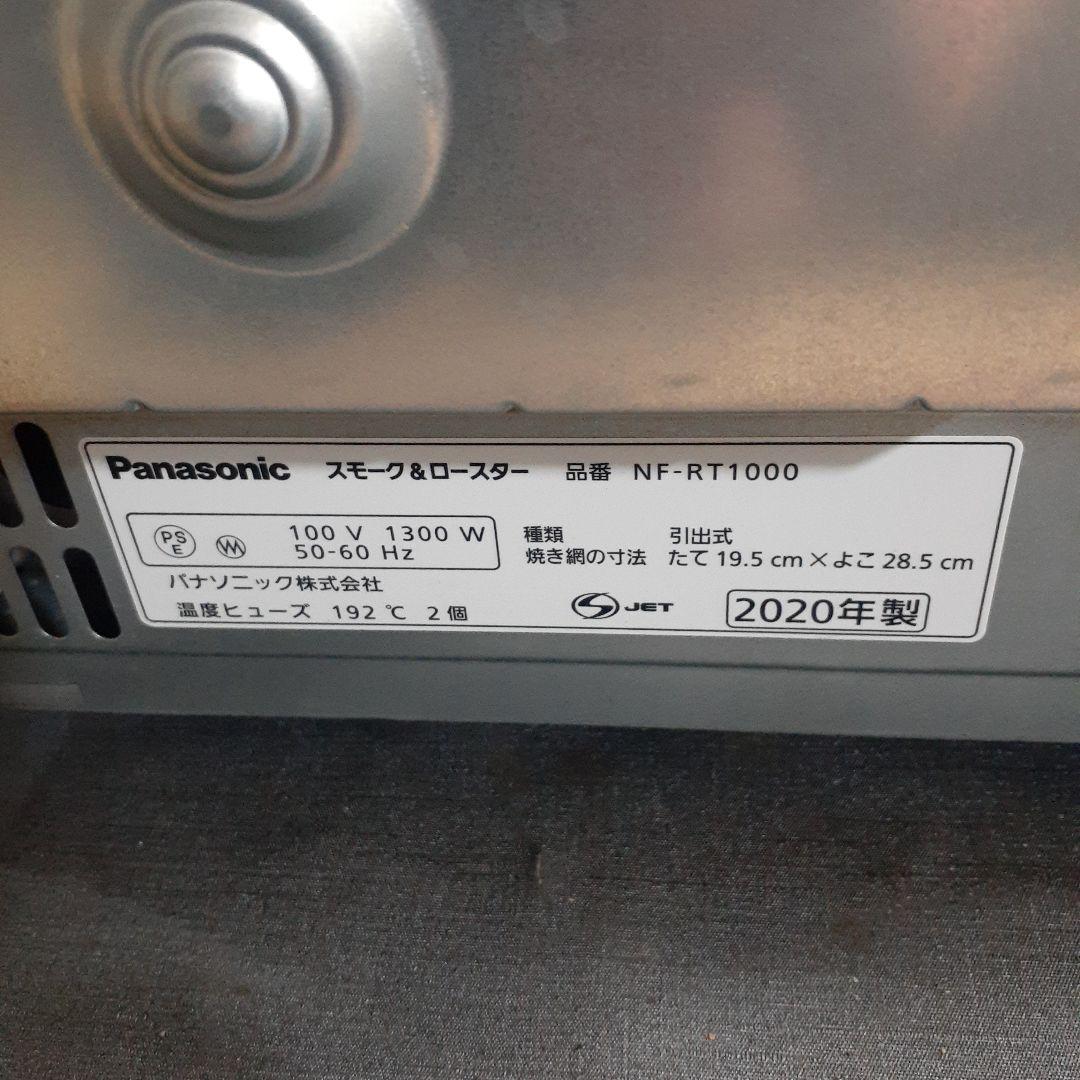 Panasonic スモーク&ロースター 品番 NF-RT1000
PS
E
100 V 1300 W
50-60 Hz
種類 引出式
焼き網の寸法 たて 19.5 cm×よこ 28.5 cm
パナソニック株式会社
温度ヒューズ 192 ℃ 2 個
JET
2020年製